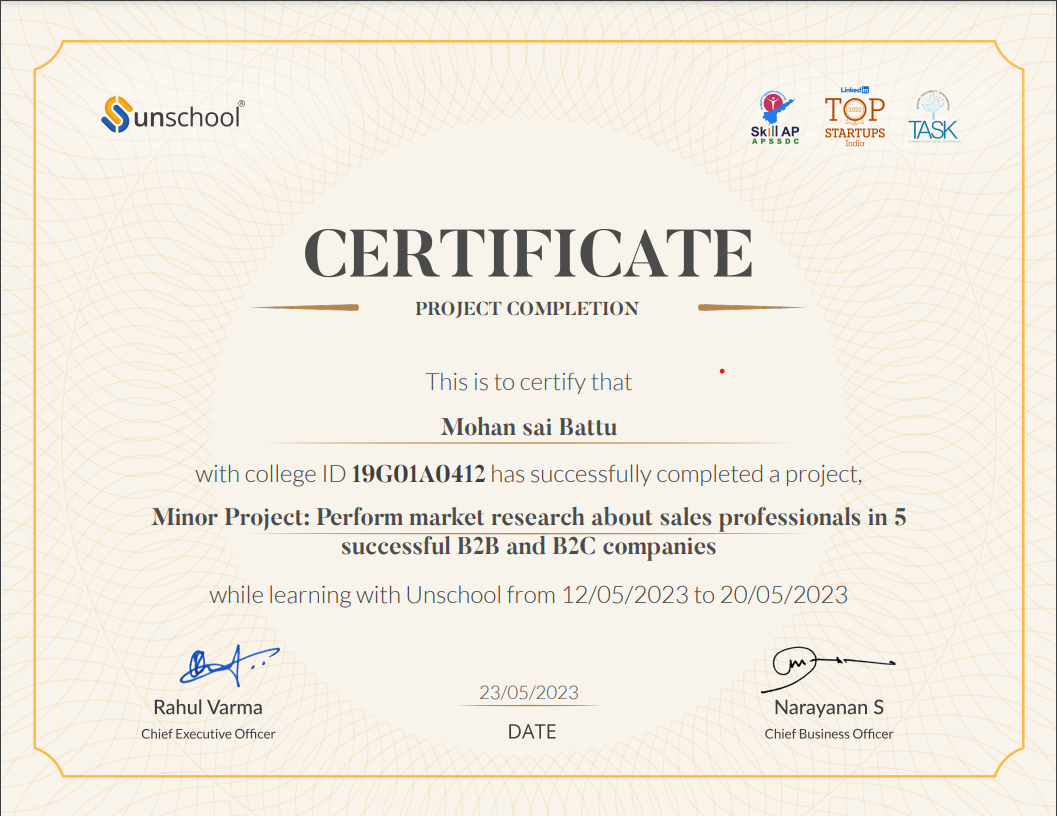 unschool®
Linked in
TOP
2020
STARTUPS
India
Skill AP
APSSDC
TASK
CERTIFICATE
PROJECT COMPLETION
This is to certify that
Mohan sai Battu
with college ID 19G01A0412 has successfully completed a project,
Minor Project: Perform market research about sales professionals in 5
successful B2B and B2C companies
while learning with Unschool from 12/05/2023 to 20/05/2023
Rahul Varma
Chief Executive Officer
23/05/2023
DATE
Narayanan S
Chief Business Officer